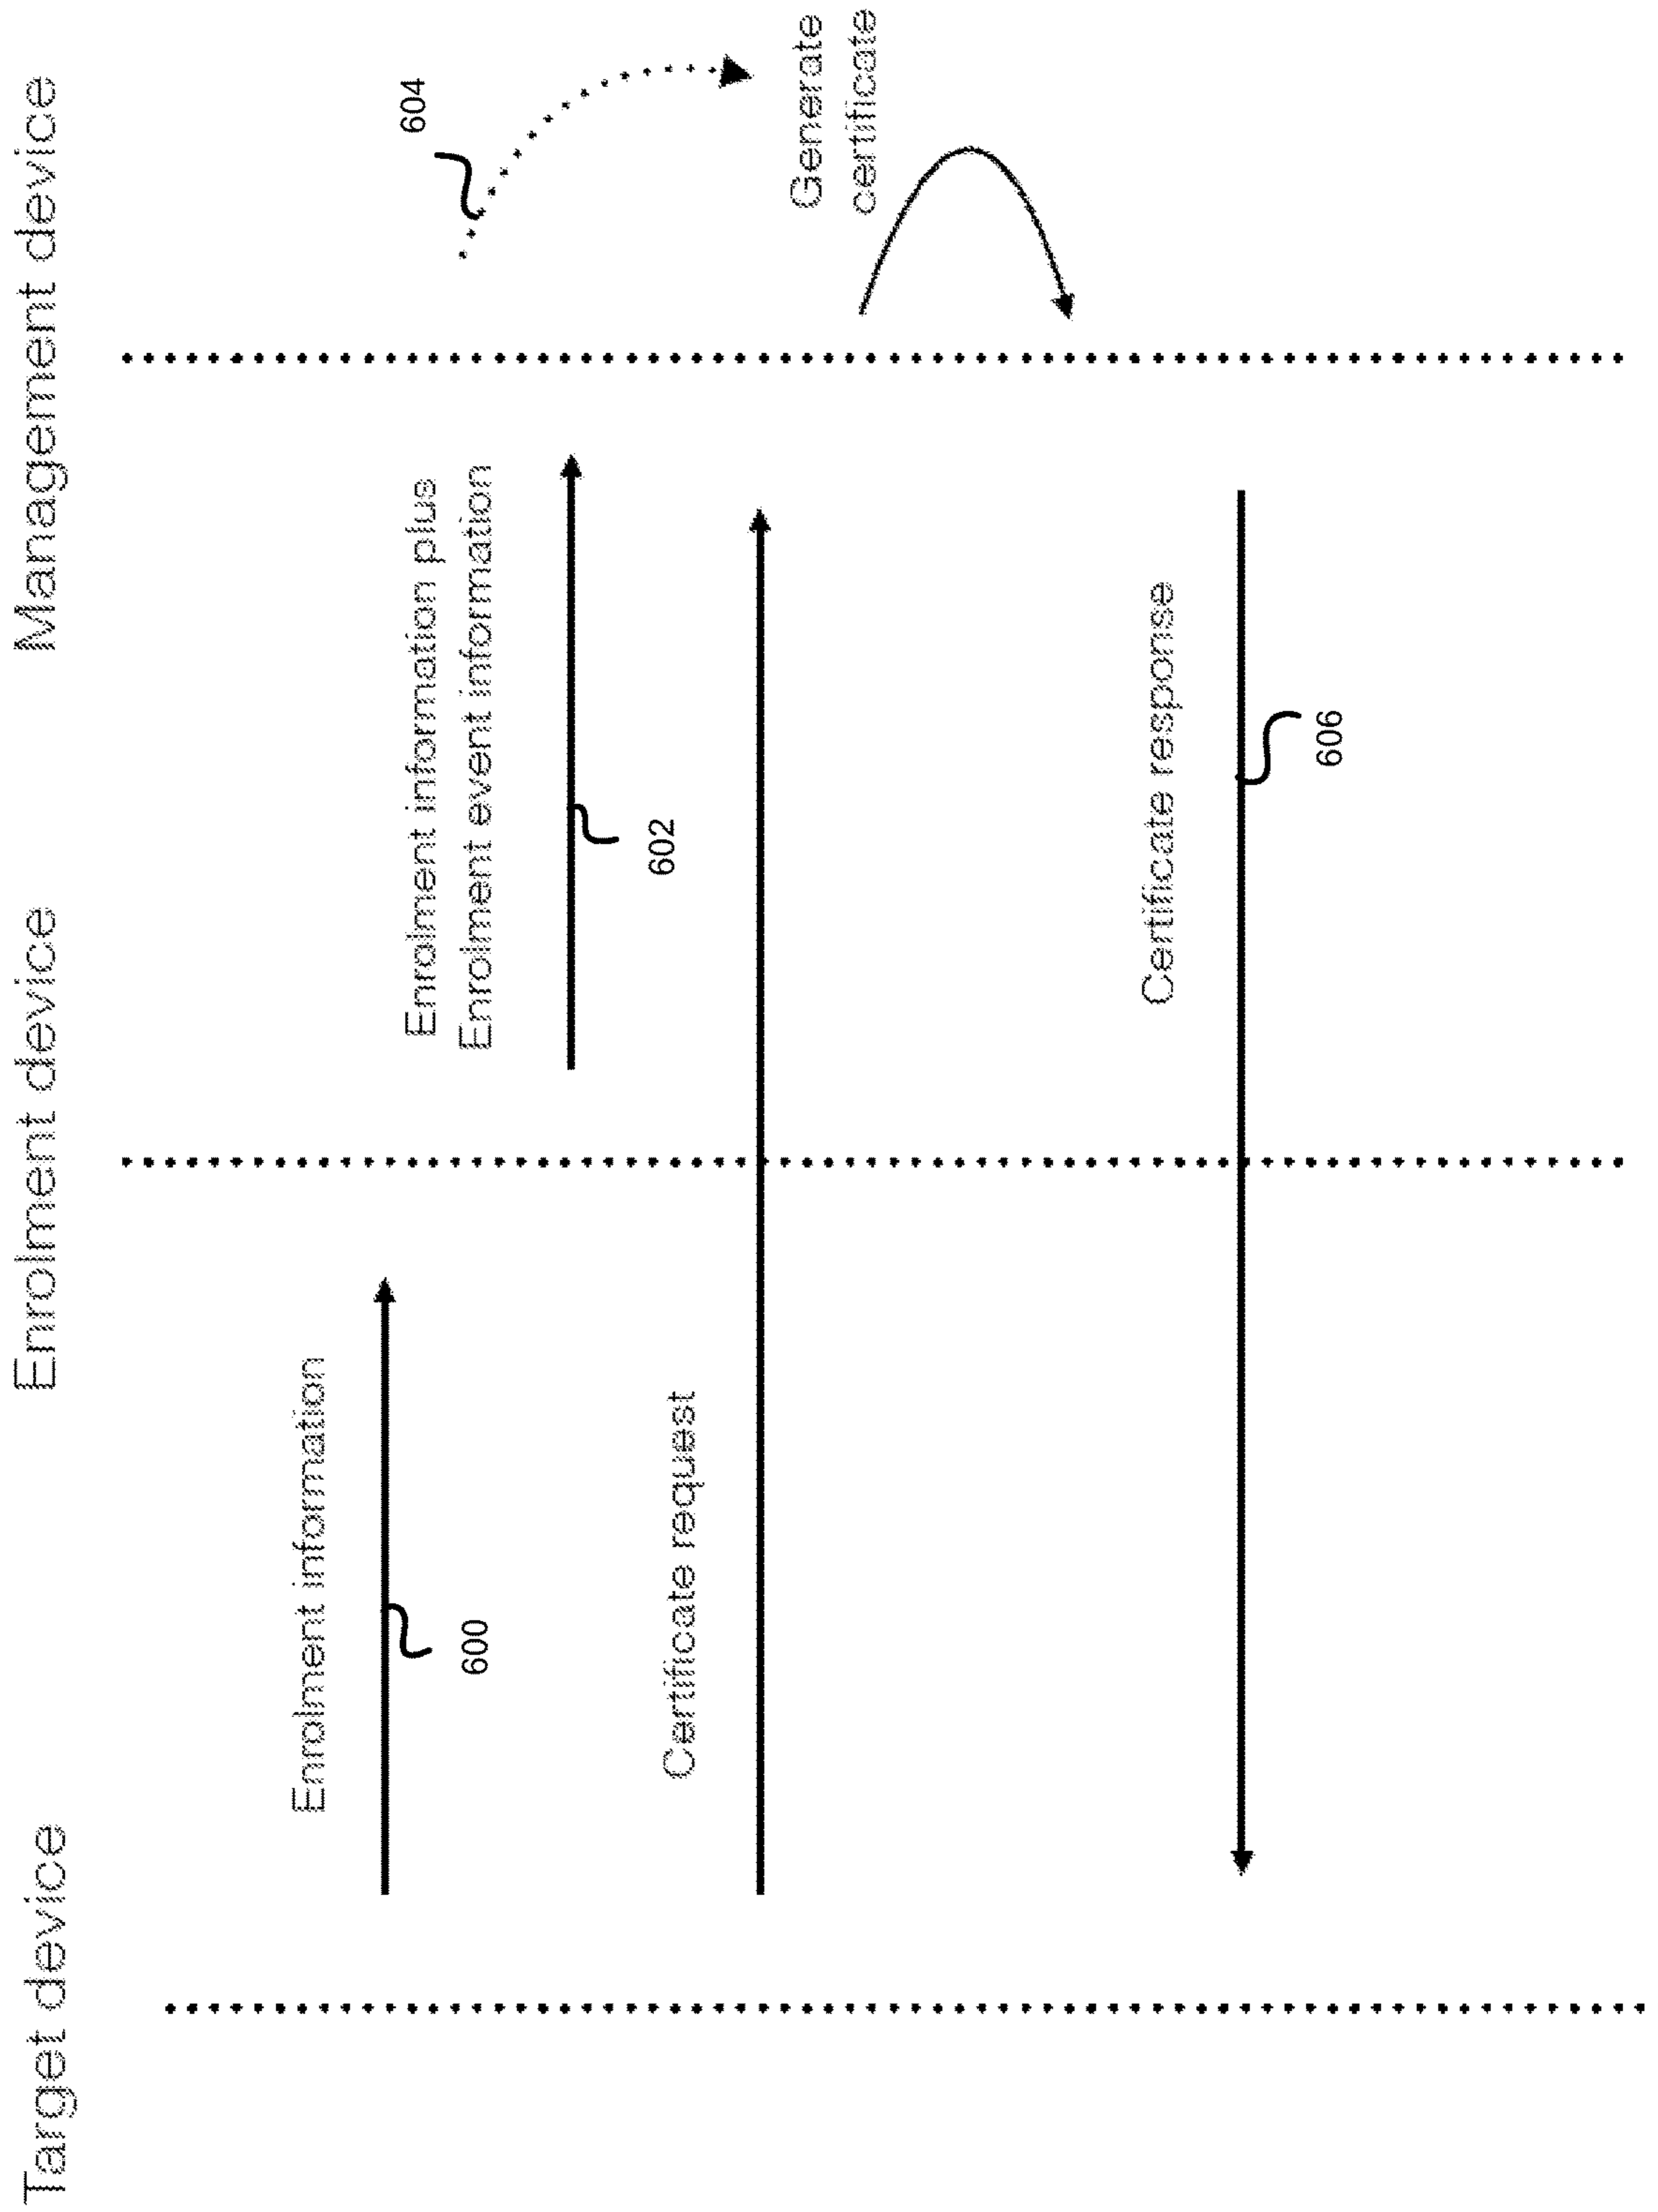 Target device
Enrolment device
Management device
Enrolment information
600
Enrolment information plus
Enrolment event information
602
604
Certificate request
Generate
certificate
Certificate response
606